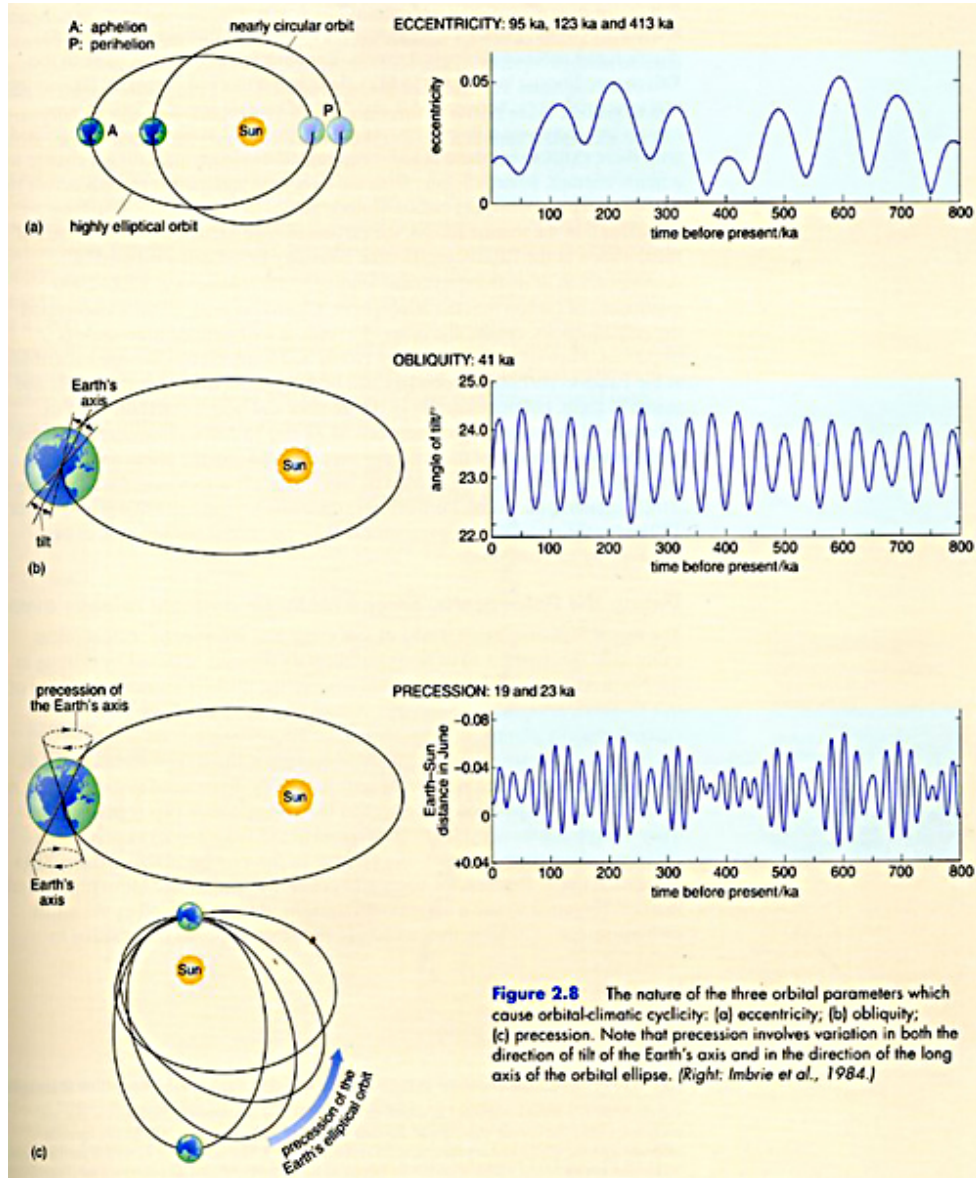 A: aphelion
P: perihelion
nearly circular orbit
A
Sun
P
highly elliptical orbit
(a)
ECCENTRICITY: 95 ka, 123 ka and 413 ka
eccentricity
0.05
0
100 200 300 400 500 600 700 800
time before present/ka
Earth's
axis
Sun
tilt
(b)
OBLIQUITY: 41 ka
angle of tilt/°
25.0
24.0
23.0
22.0
0 100 200 300 400 500 600 700 800
time before present/ka
precession of
the Earth's axis
Sun
Earth's
axis
PRECESSION: 19 and 23 ka
Earth–Sun
distance in June
–0.08
–0.04
0
+0.04
0 100 200 300 400 500 600 700 800
time before present/ka
Sun
precession of the
Earth's elliptical orbit
(c)
Figure 2.8 The nature of the three orbital parameters which
cause orbital-climatic cyclicity: (a) eccentricity; (b) obliquity;
(c) precession. Note that precession involves variation in both the
direction of tilt of the Earth's axis and in the direction of the long
axis of the orbital ellipse. (Right: Imbrie et al., 1984.)